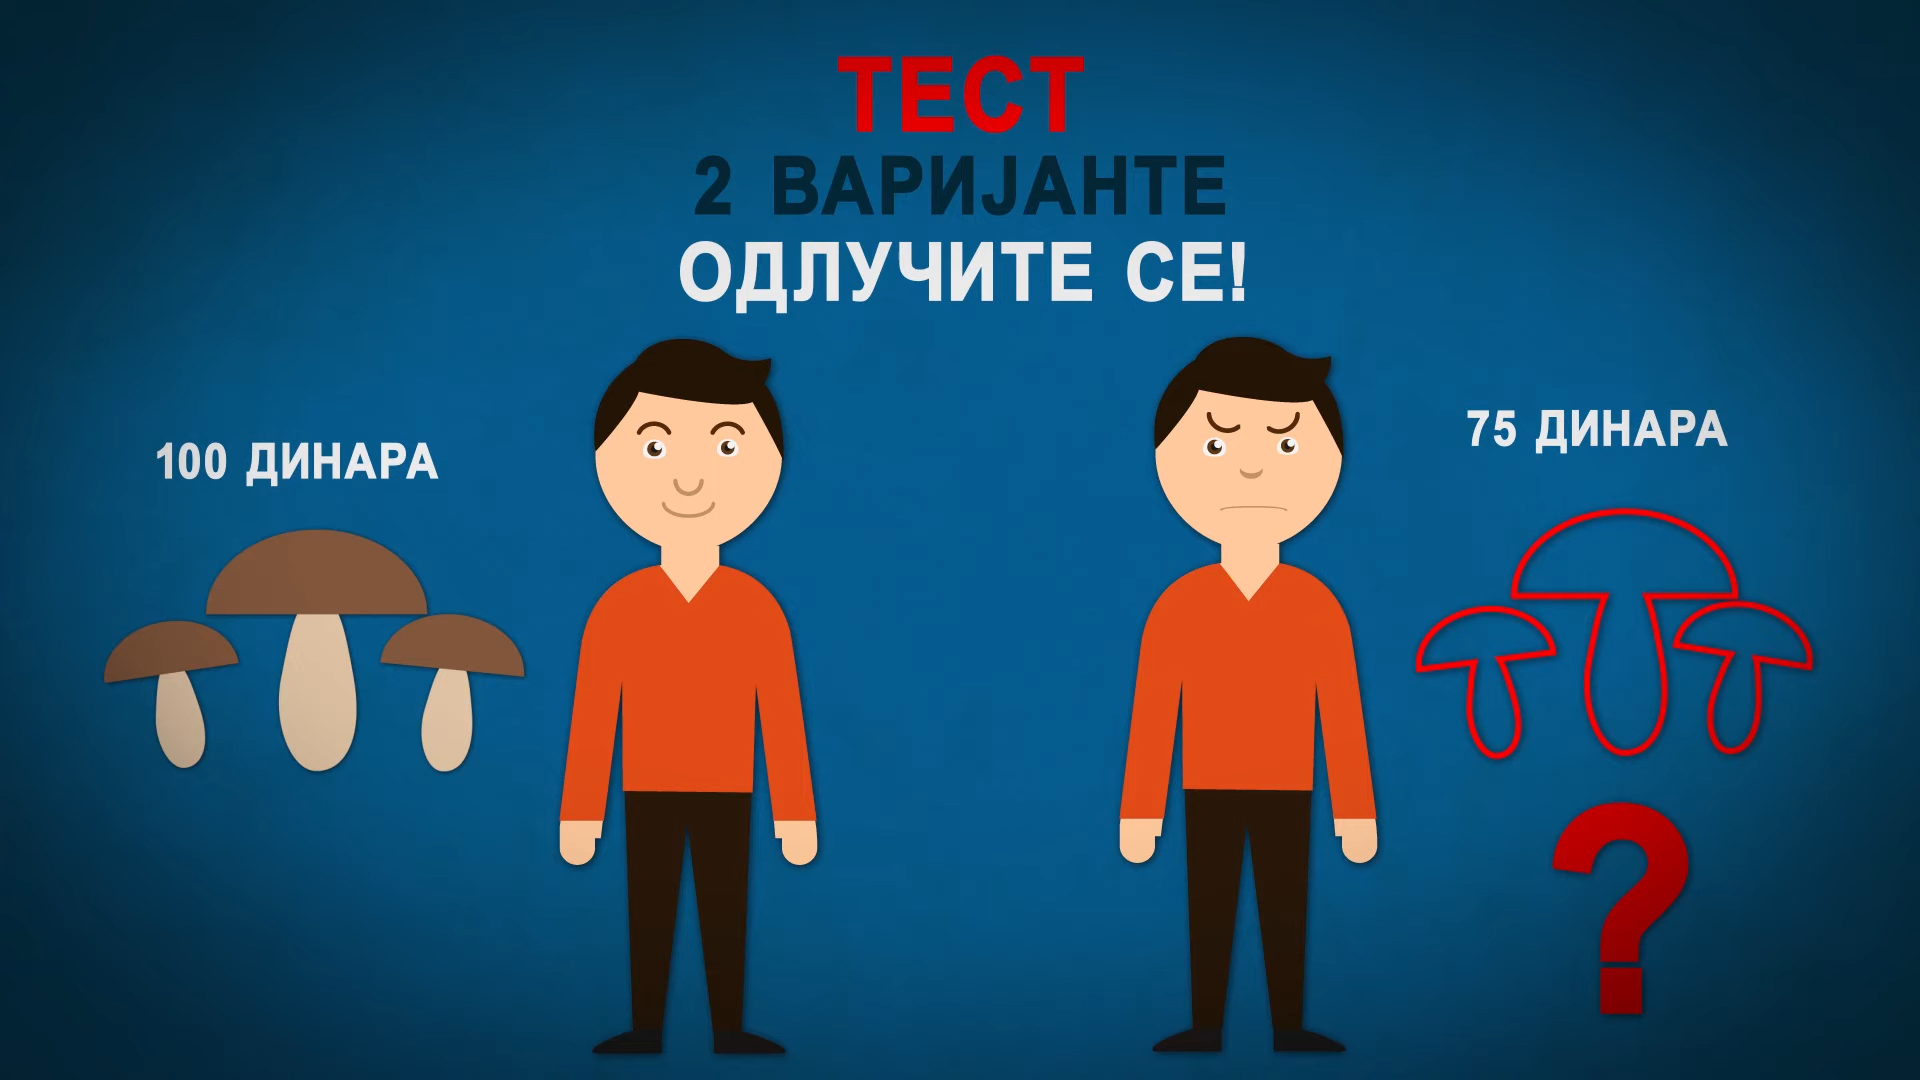 ТЕСТ
2 ВАРИЈАНТЕ
ОДЛУЧИТЕ СЕ!
100 ДИНАРА
75 ДИНАРА
?